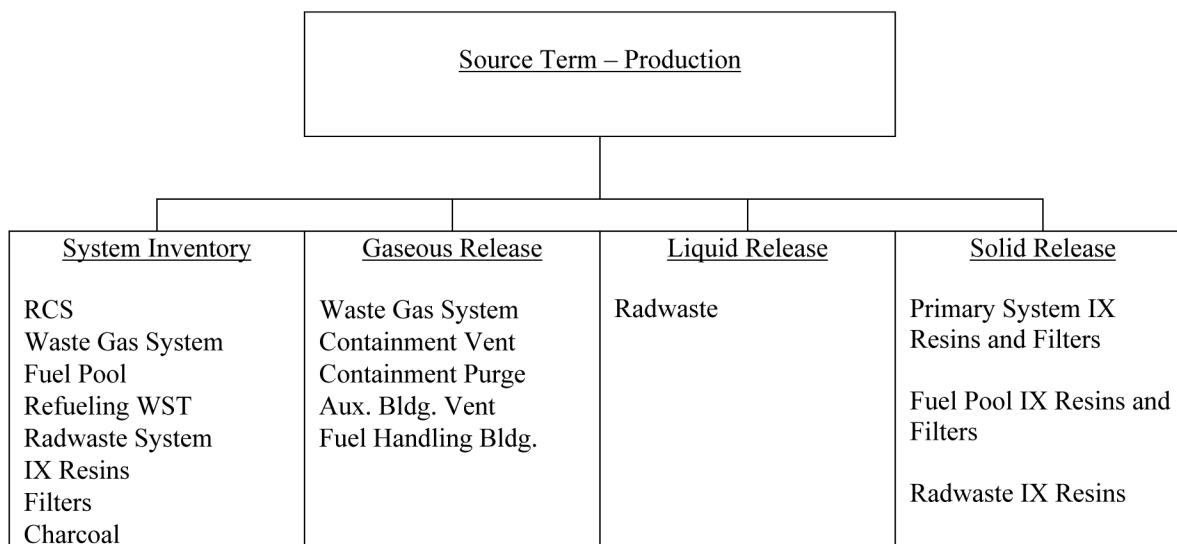 Source Term – Production
System Inventory
RCS
Waste Gas System
Fuel Pool
Refueling WST
Radwaste System
IX Resins
Filters
Charcoal
Gaseous Release
Waste Gas System
Containment Vent
Containment Purge
Aux. Bldg. Vent
Fuel Handling Bldg.
Liquid Release
Radwaste
Solid Release
Primary System IX
Resins and Filters
Fuel Pool IX Resins and
Filters
Radwaste IX Resins